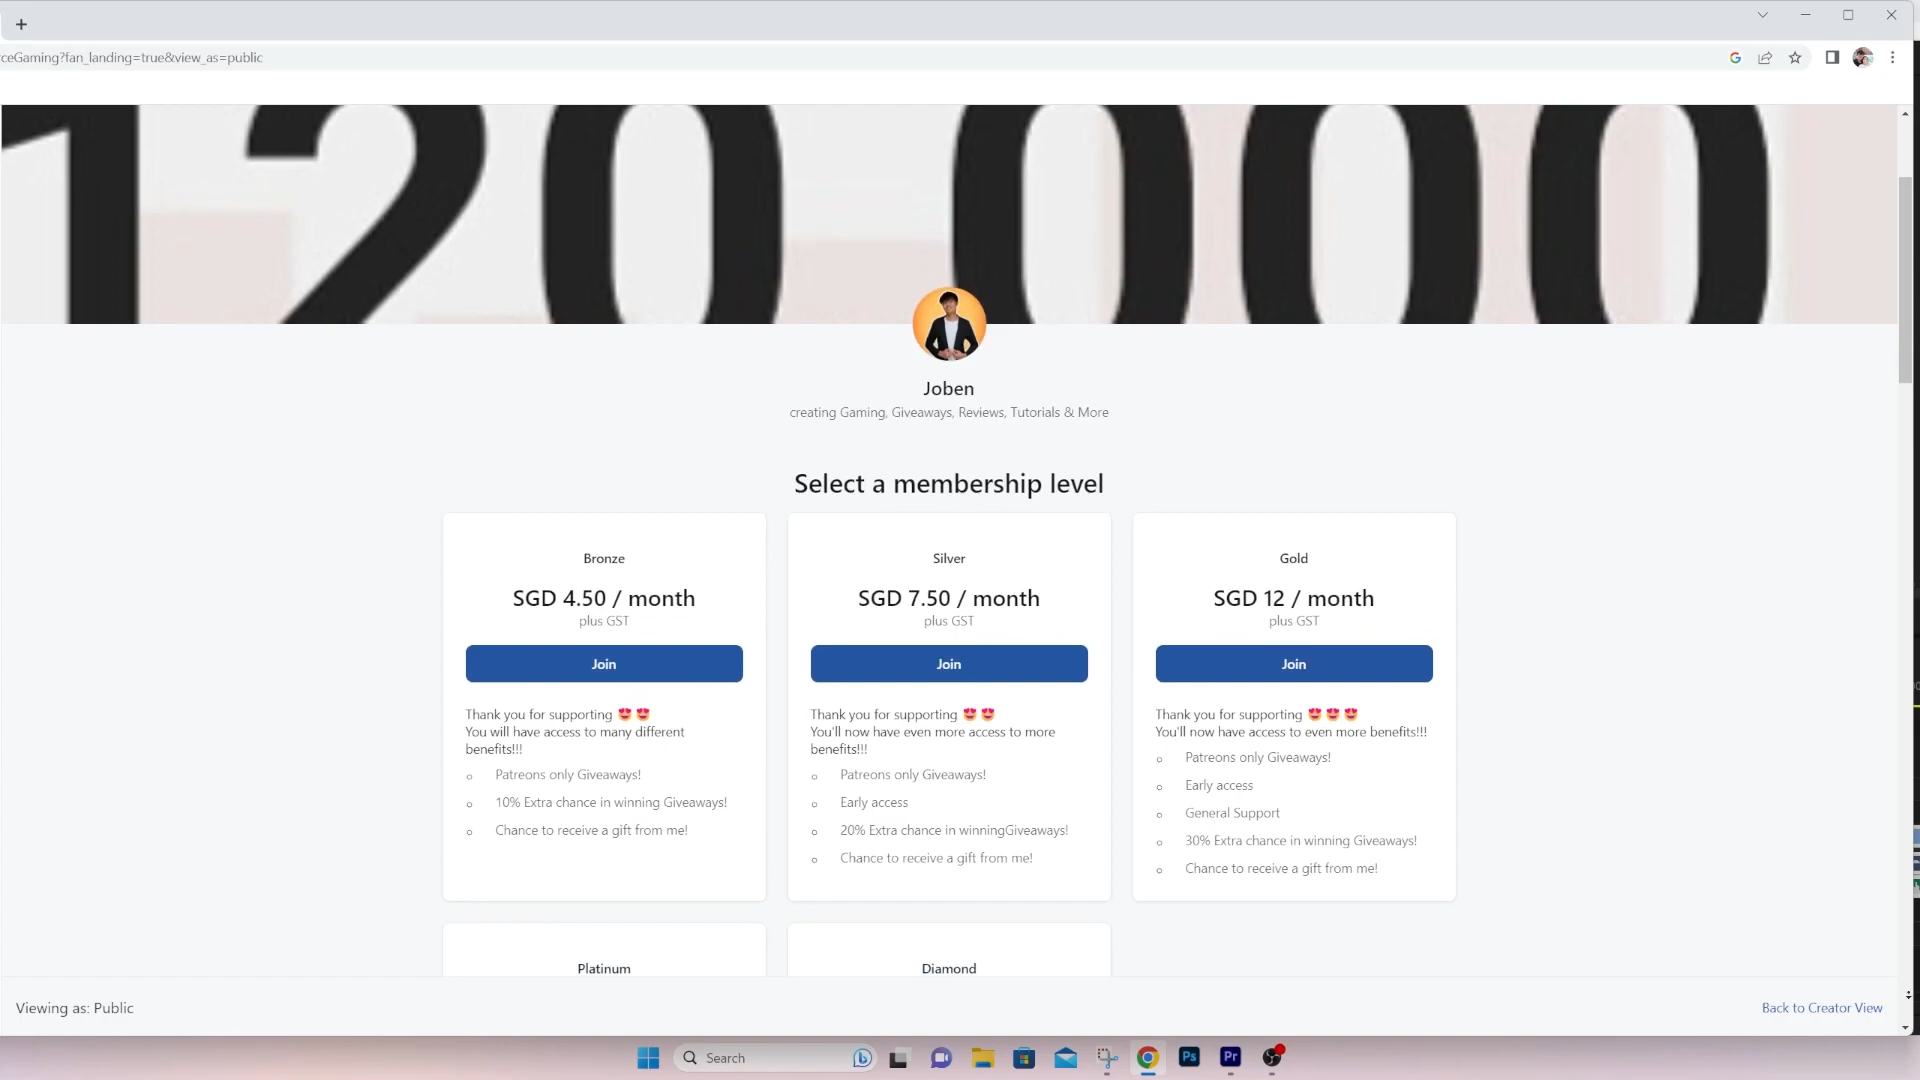 ceGaming?fan_landing=true&view_as=public
120 000
Joben
creating Gaming, Giveaways, Reviews, Tutorials & More
Select a membership level
Bronze
SGD 4.50 / month
plus GST
Join
Thank you for supporting 😍 😍
You will have access to many different
benefits!!!
Patreons only Giveaways!
10% Extra chance in winning Giveaways!
Chance to receive a gift from me!
Silver
SGD 7.50 / month
plus GST
Join
Thank you for supporting 😍 😍
You'll now have even more access to more
benefits!!!
Patreons only Giveaways!
Early access
20% Extra chance in winningGiveaways!
Chance to receive a gift from me!
Gold
SGD 12 / month
plus GST
Join
Thank you for supporting 😍 😍 😍
You'll now have access to even more benefits!!!
Patreons only Giveaways!
Early access
General Support
30% Extra chance in winning Giveaways!
Chance to receive a gift from me!
Platinum
Diamond
Viewing as: Public
Back to Creator View
Search
Ps
Pr